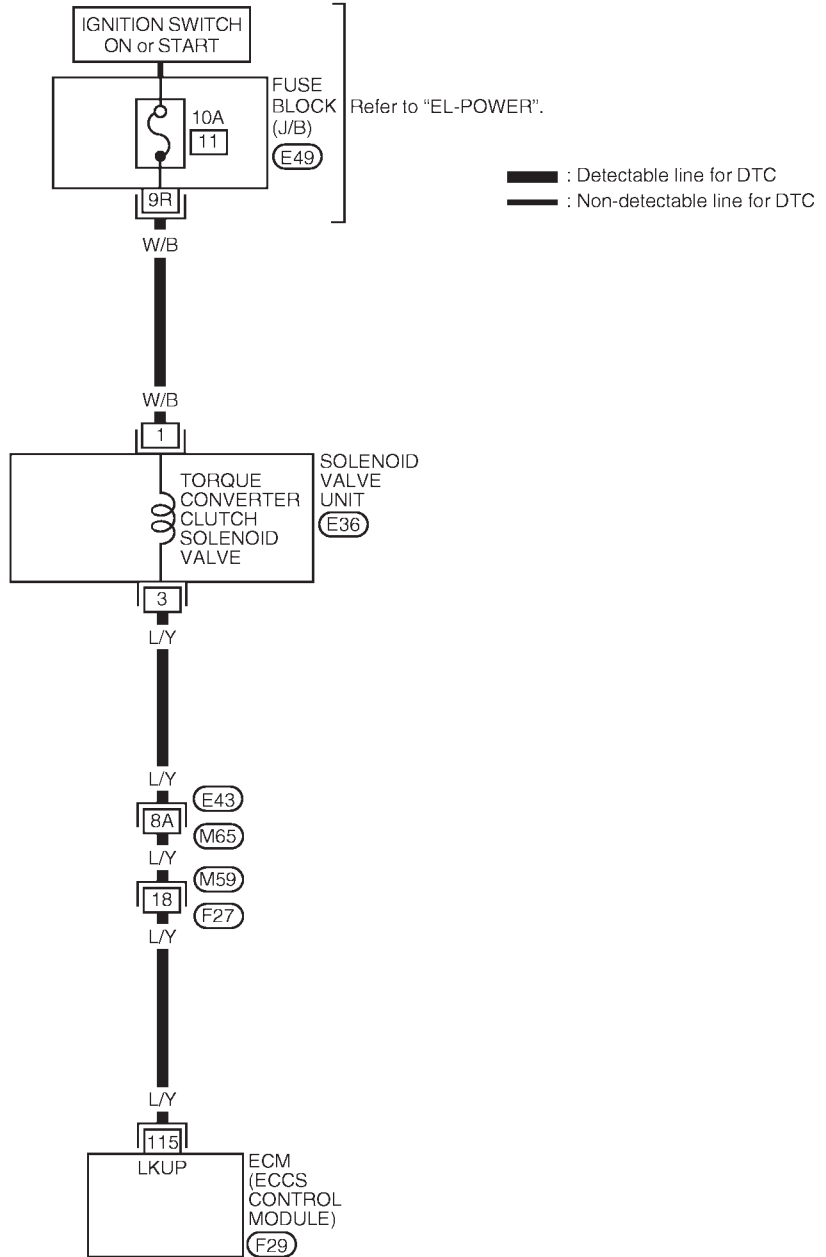 IGNITION SWITCH
ON or START
FUSE
BLOCK
(J/B)
Refer to "EL-POWER".
10A
11
E49
9R
: Detectable line for DTC
: Non-detectable line for DTC
W/B
W/B
1
SOLENOID
VALVE
UNIT
E36
TORQUE
CONVERTER
CLUTCH
SOLENOID
VALVE
3
L/Y
L/Y
E43
8A
M65
L/Y
M59
18
F27
L/Y
L/Y
115
LKUP
ECM
(ECCS
CONTROL
MODULE)
F29